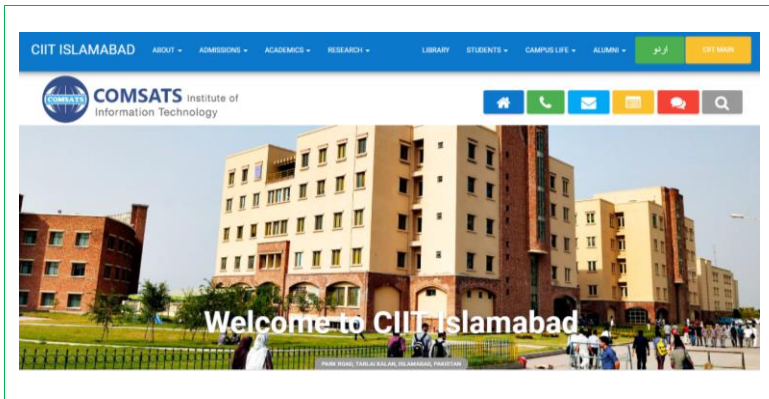 CIIT ISLAMABAD ABOUT ADMISSIONS ACADEMICS RESEARCH LIBRARY STUDENTS CAMPUS LIFE ALUMNI اردو CIIT MAIN
COMSATS COMSATS Institute of
Information Technology
Welcome to CIIT Islamabad
PARK ROAD, TARLAI KALAN, ISLAMABAD, PAKISTAN